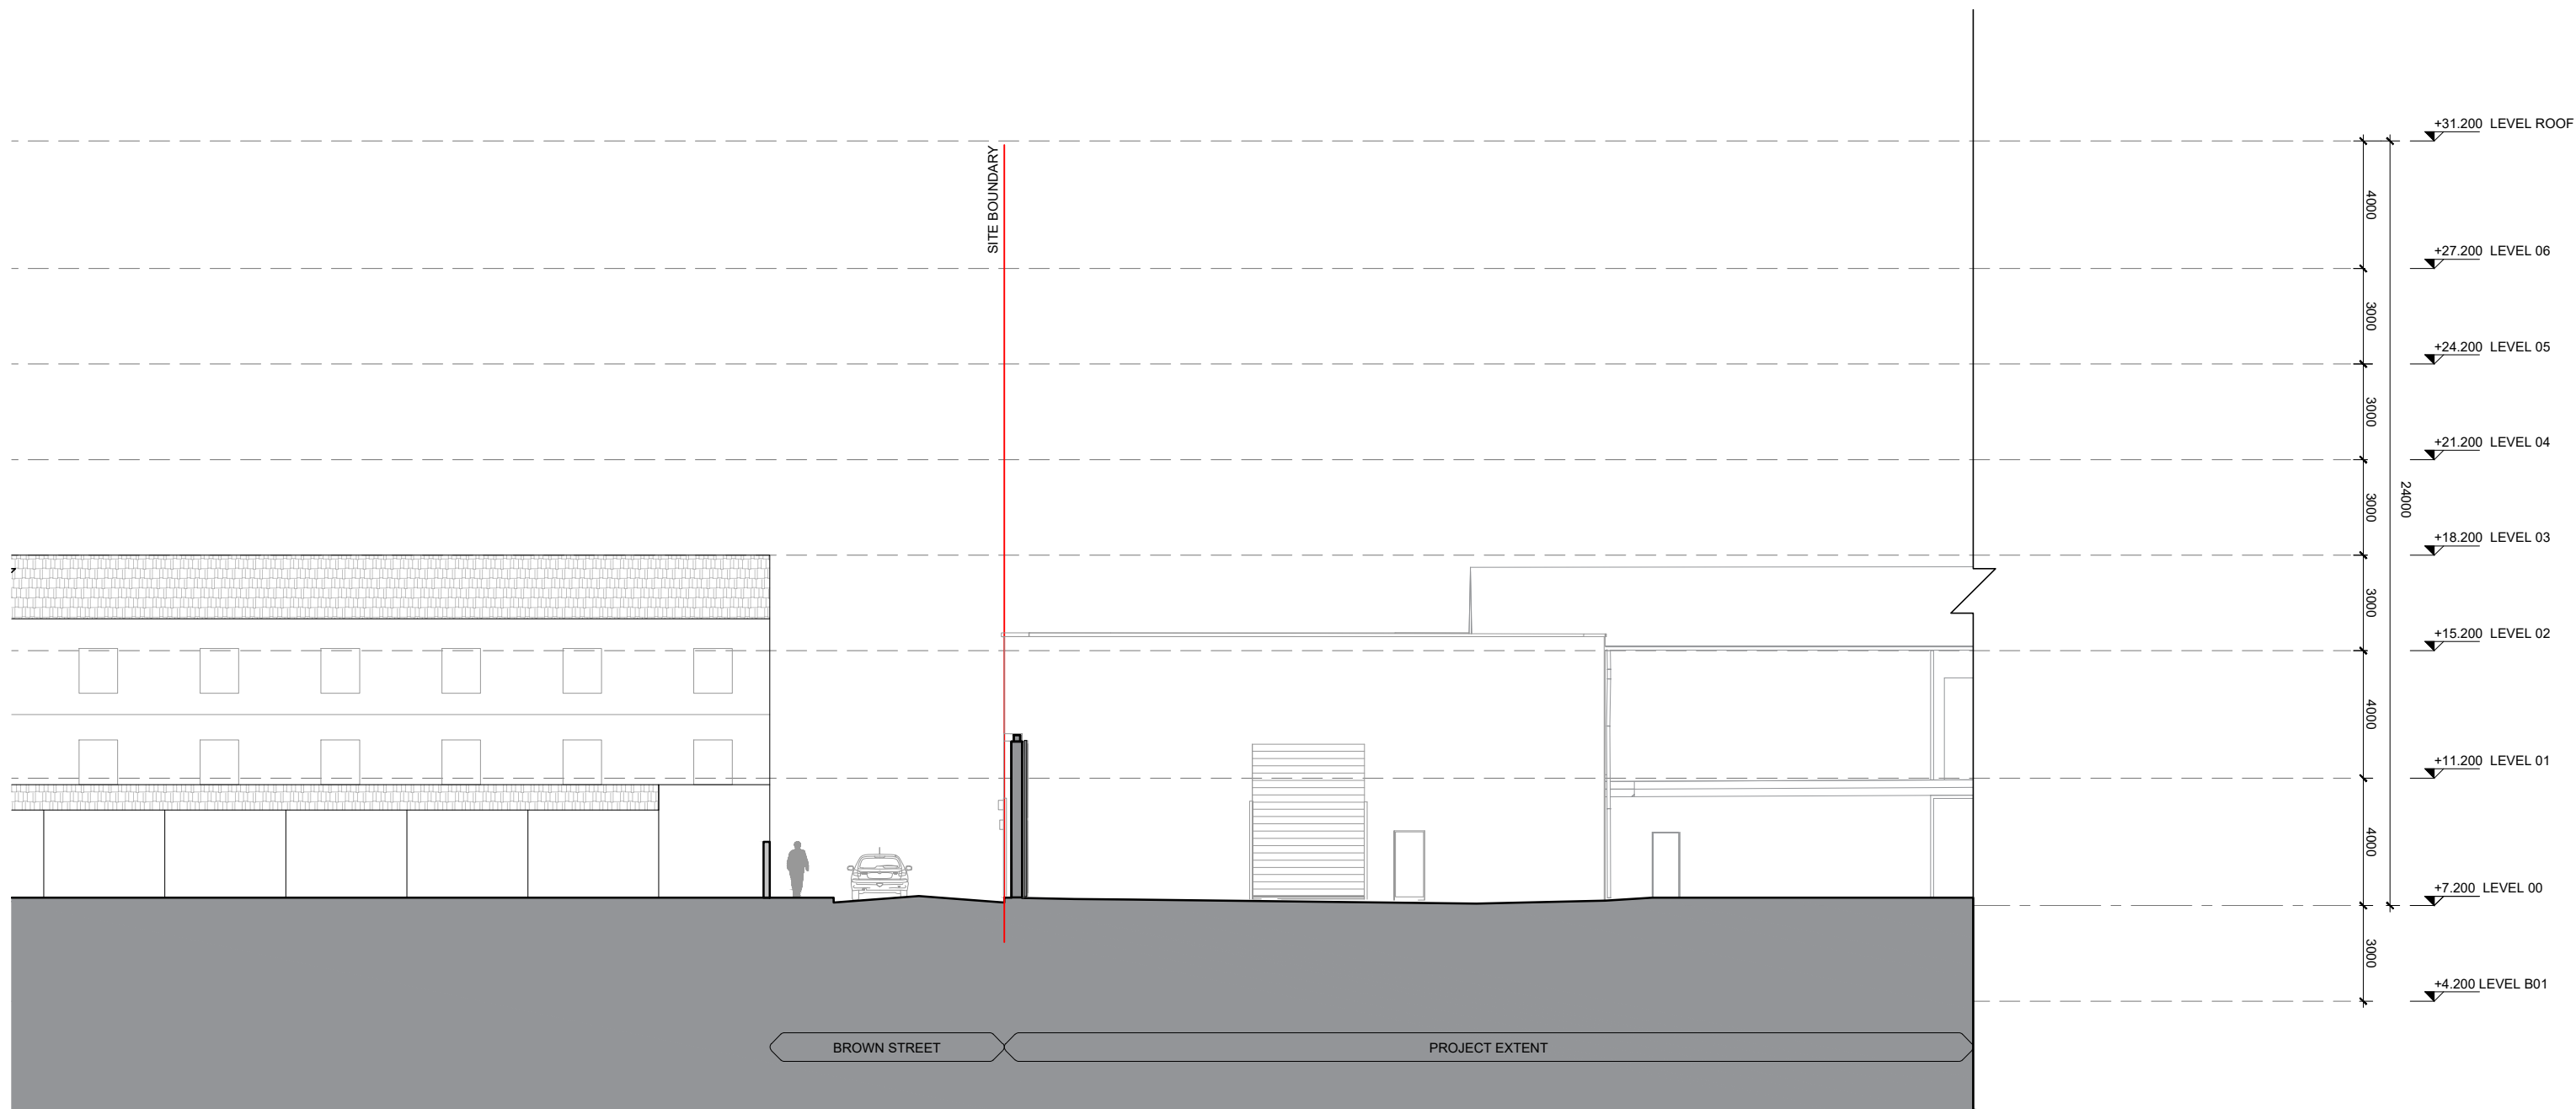 +31.200 LEVEL ROOF
SITE BOUNDARY
4000
+27.200 LEVEL 06
3000
+24.200 LEVEL 05
3000
+21.200 LEVEL 04
3000
24000
+18.200 LEVEL 03
3000
+15.200 LEVEL 02
4000
+11.200 LEVEL 01
4000
+7.200 LEVEL 00
3000
+4.200 LEVEL B01
BROWN STREET
PROJECT EXTENT